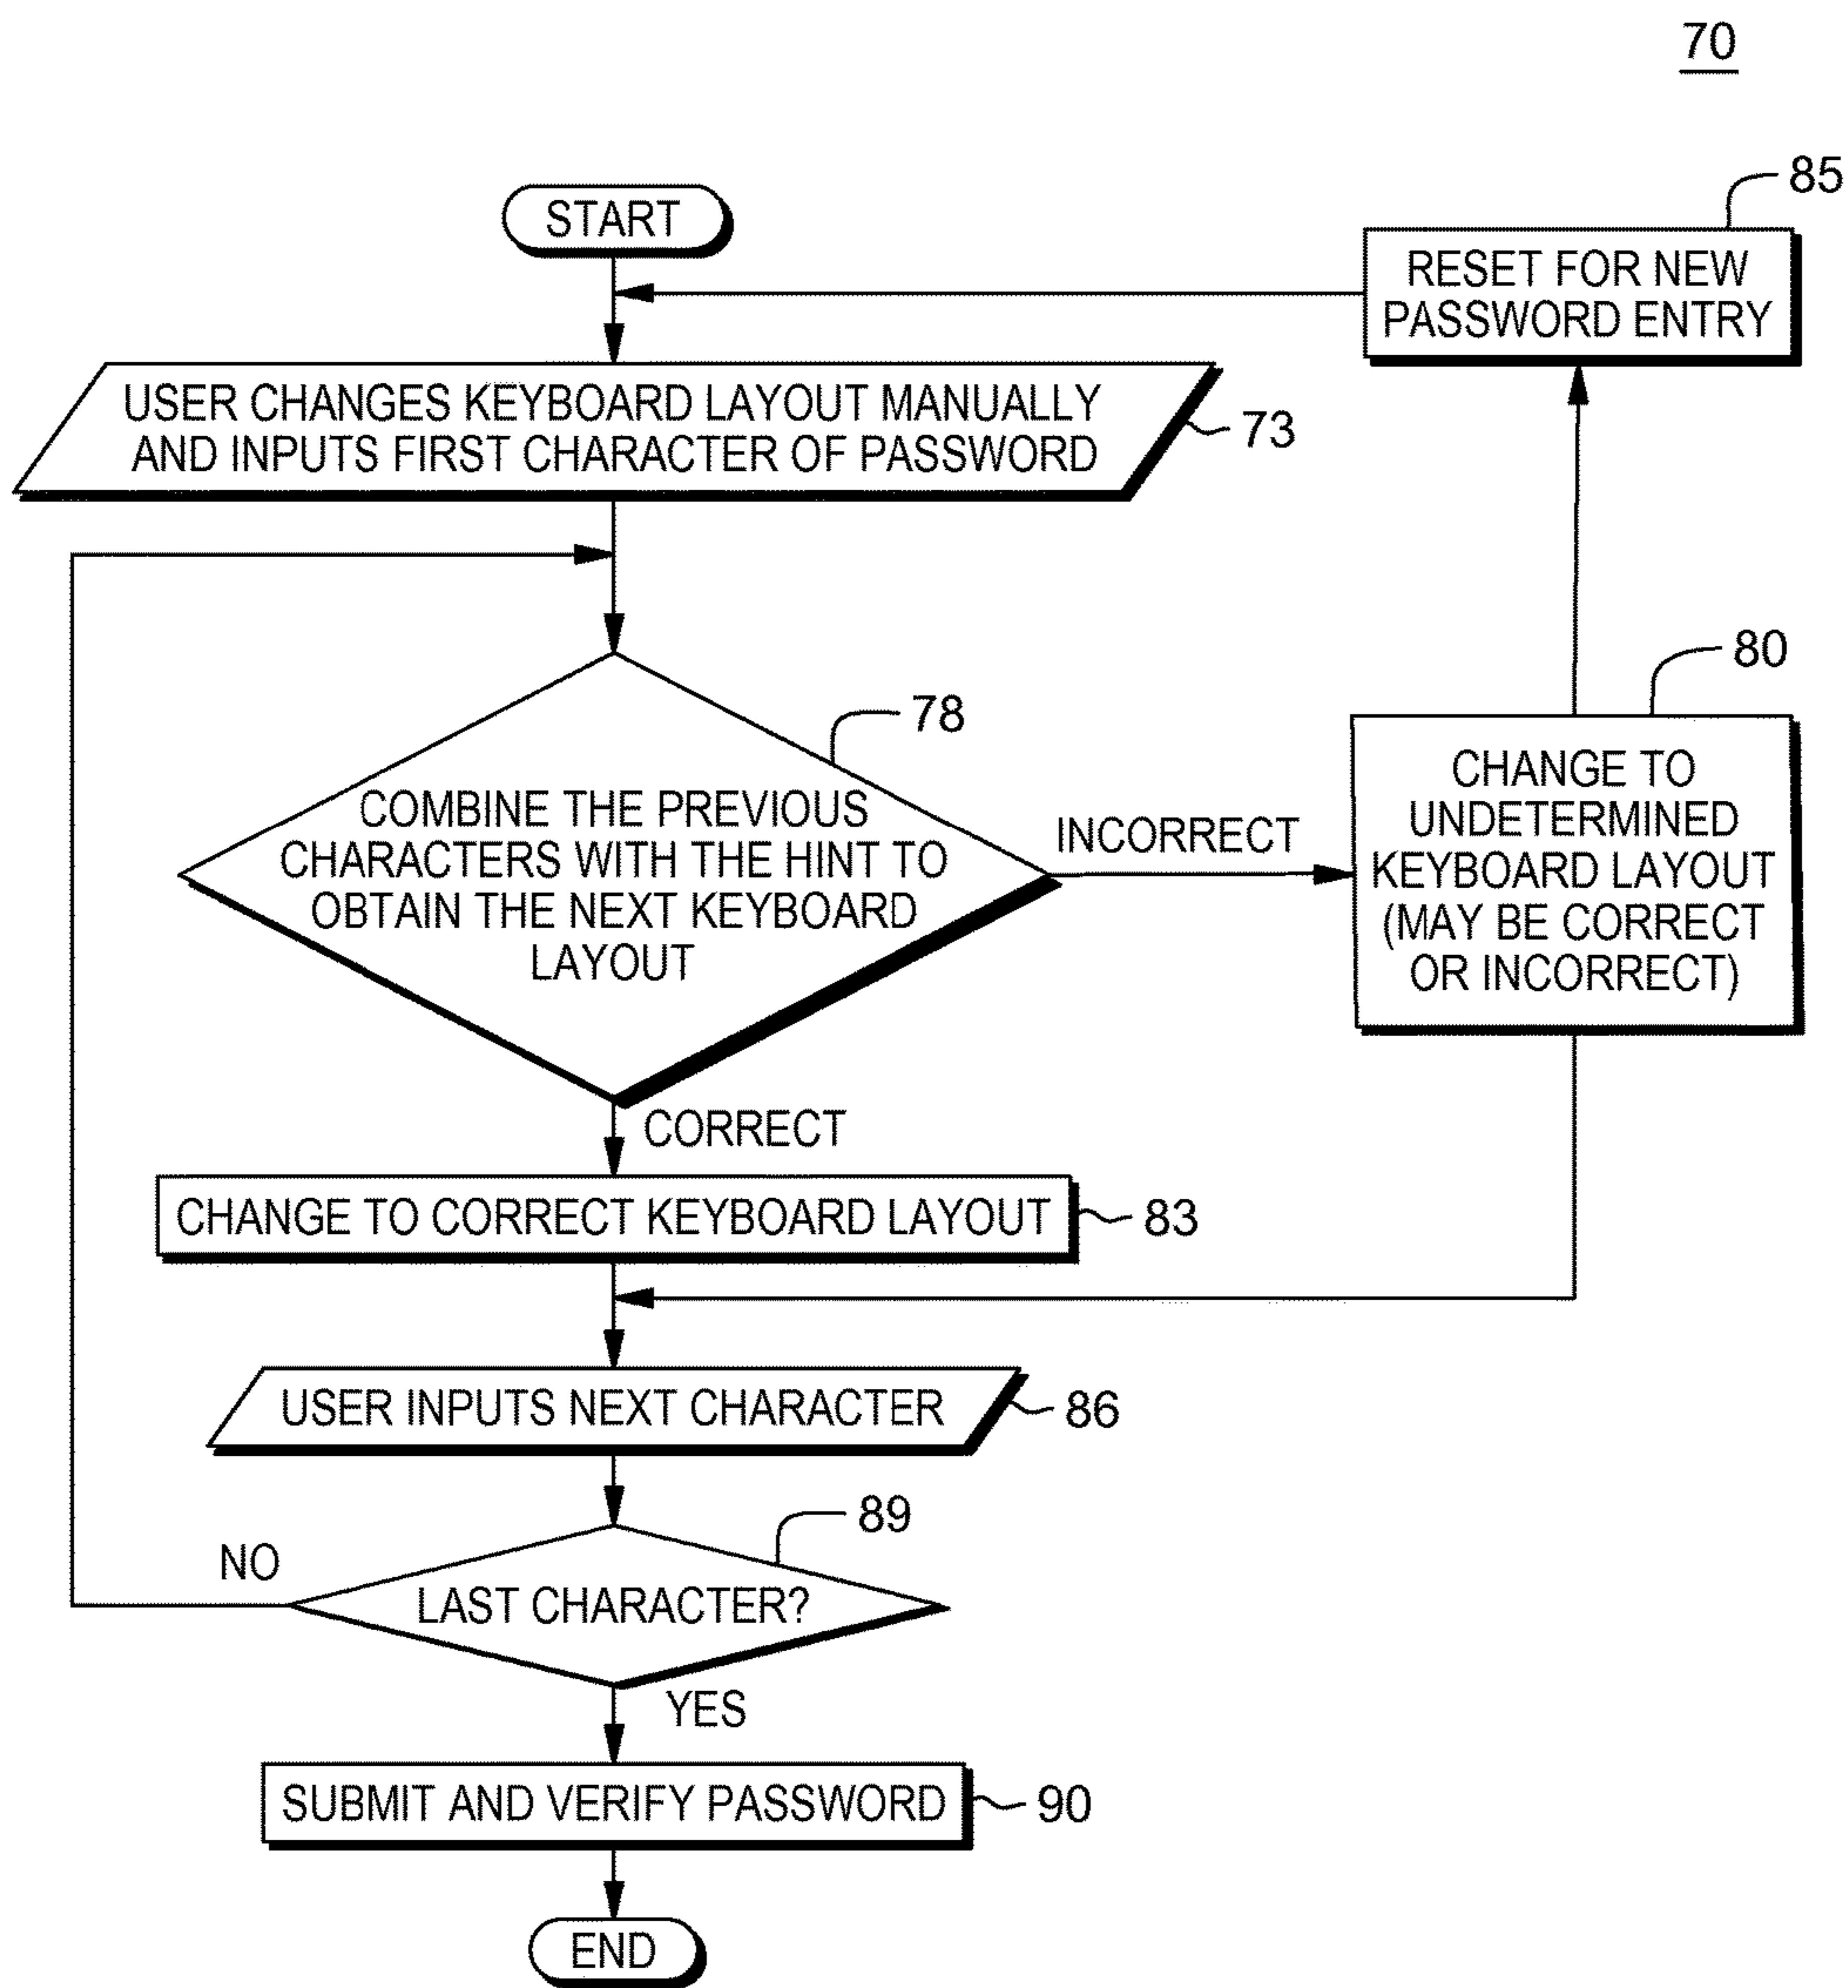 70
START
85
RESET FOR NEW
PASSWORD ENTRY
USER CHANGES KEYBOARD LAYOUT MANUALLY
AND INPUTS FIRST CHARACTER OF PASSWORD
73
78
COMBINE THE PREVIOUS
CHARACTERS WITH THE HINT TO
OBTAIN THE NEXT KEYBOARD
LAYOUT
INCORRECT
80
CHANGE TO
UNDETERMINED
KEYBOARD LAYOUT
(MAY BE CORRECT
OR INCORRECT)
CORRECT
CHANGE TO CORRECT KEYBOARD LAYOUT
83
USER INPUTS NEXT CHARACTER
86
89
NO
LAST CHARACTER?
YES
SUBMIT AND VERIFY PASSWORD
90
END